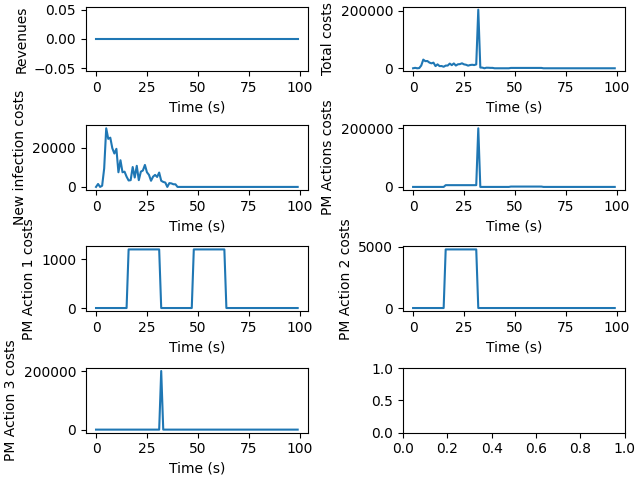 Revenues
0.05
0.00
−0.05
0 25 50 75 100
Time (s)
Total costs
200000
0
0 25 50 75 100
Time (s)
New infection costs
20000
0
0 25 50 75 100
Time (s)
PM Actions costs
200000
0
0 25 50 75 100
Time (s)
PM Action 1 costs
1000
0
0 25 50 75 100
Time (s)
PM Action 2 costs
5000
0
0 25 50 75 100
Time (s)
PM Action 3 costs
200000
0
0 25 50 75 100
Time (s)
1.0
0.5
0.0
0.0 0.2 0.4 0.6 0.8 1.0